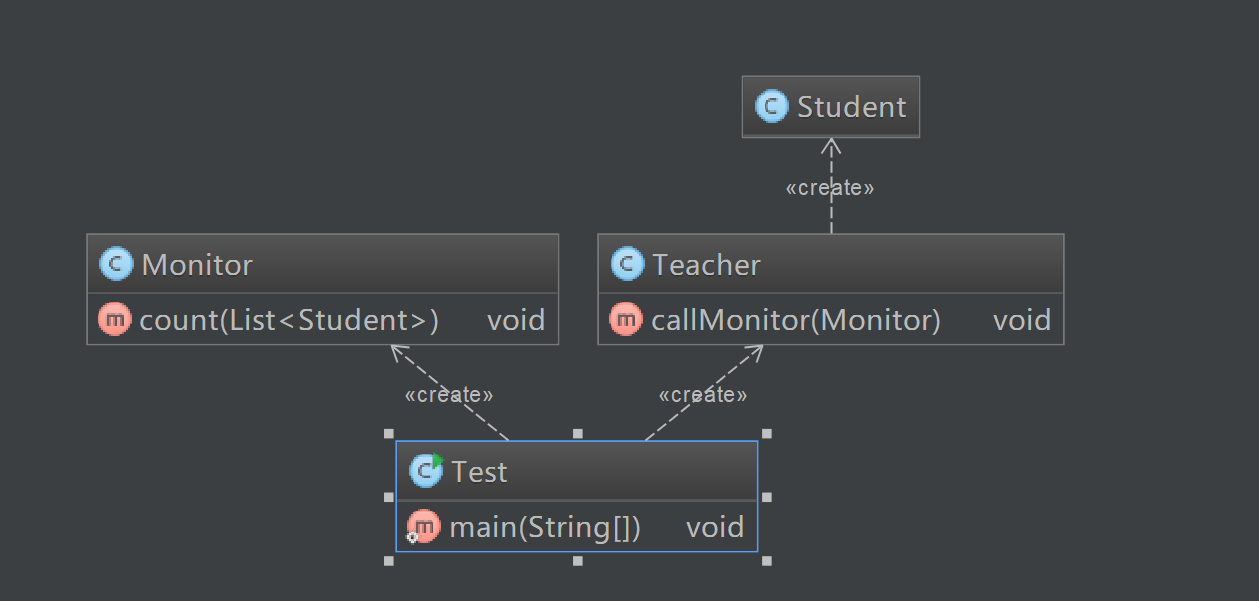 C Student
«create»
C Monitor
m count(List<Student>) void
C Teacher
m callMonitor(Monitor) void
«create»
«create»
C Test
m main(String[]) void